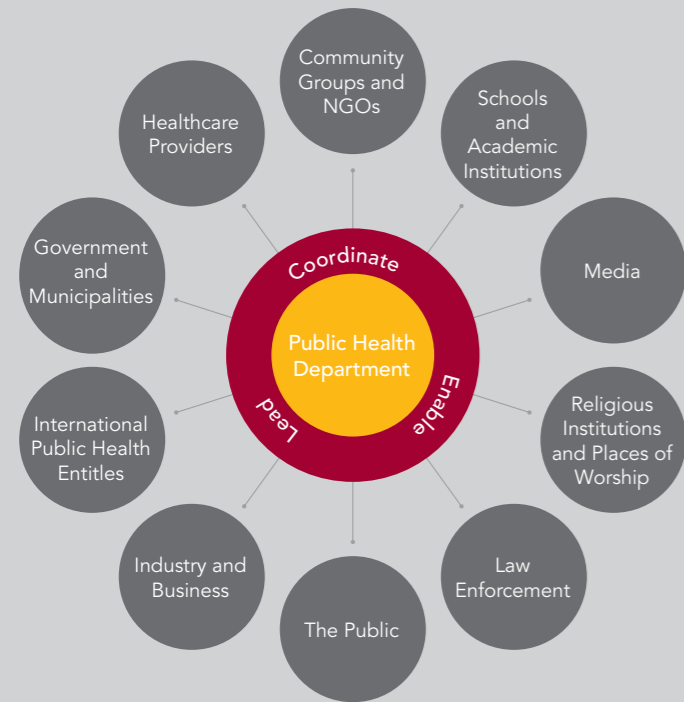 Community
Groups and
NGOs
Schools
and
Academic
Institutions
Media
Religious
Institutions
and Places of
Worship
Law
Enforcement
The Public
Industry and
Business
International
Public Health
Entitles
Government
and
Municipalities
Healthcare
Providers
Coordinate
Enable
Lead
Public Health
Department